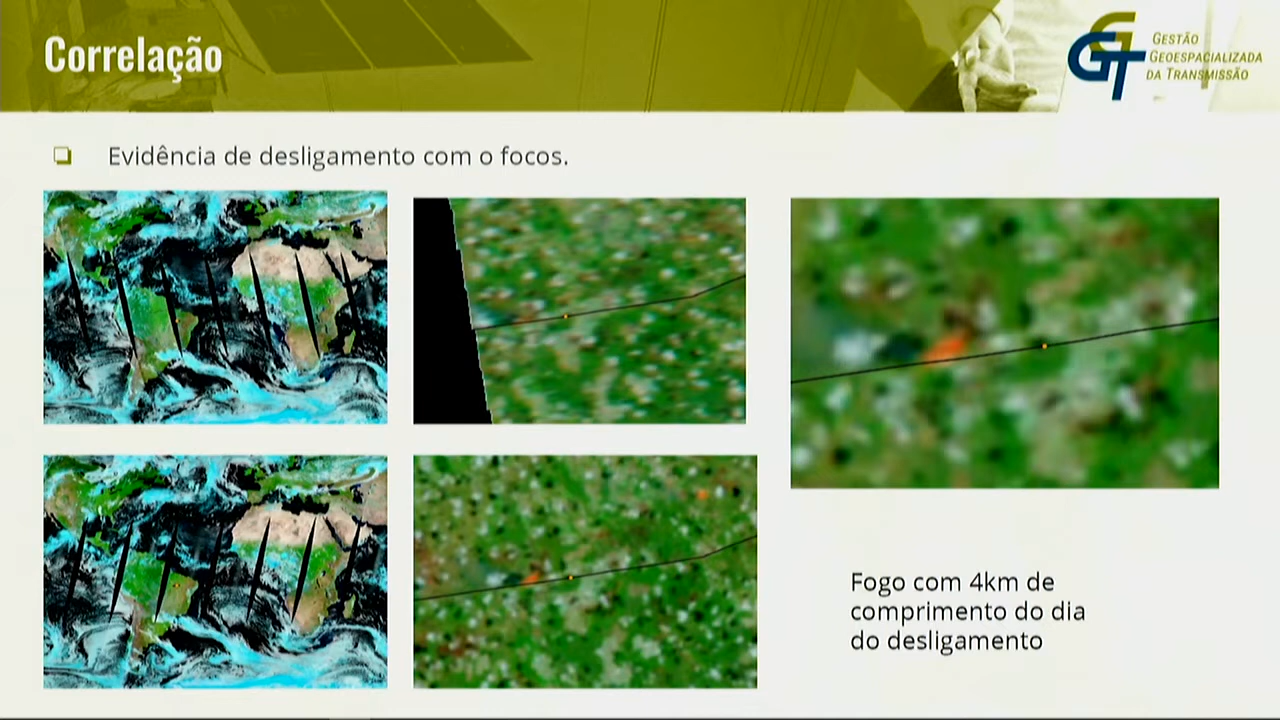 Correlação
GESTÃO
GEOESPACIALIZADA
DA TRANSMISSÃO
Evidência de desligamento com o focos.
Fogo com 4km de
comprimento do dia
do desligamento